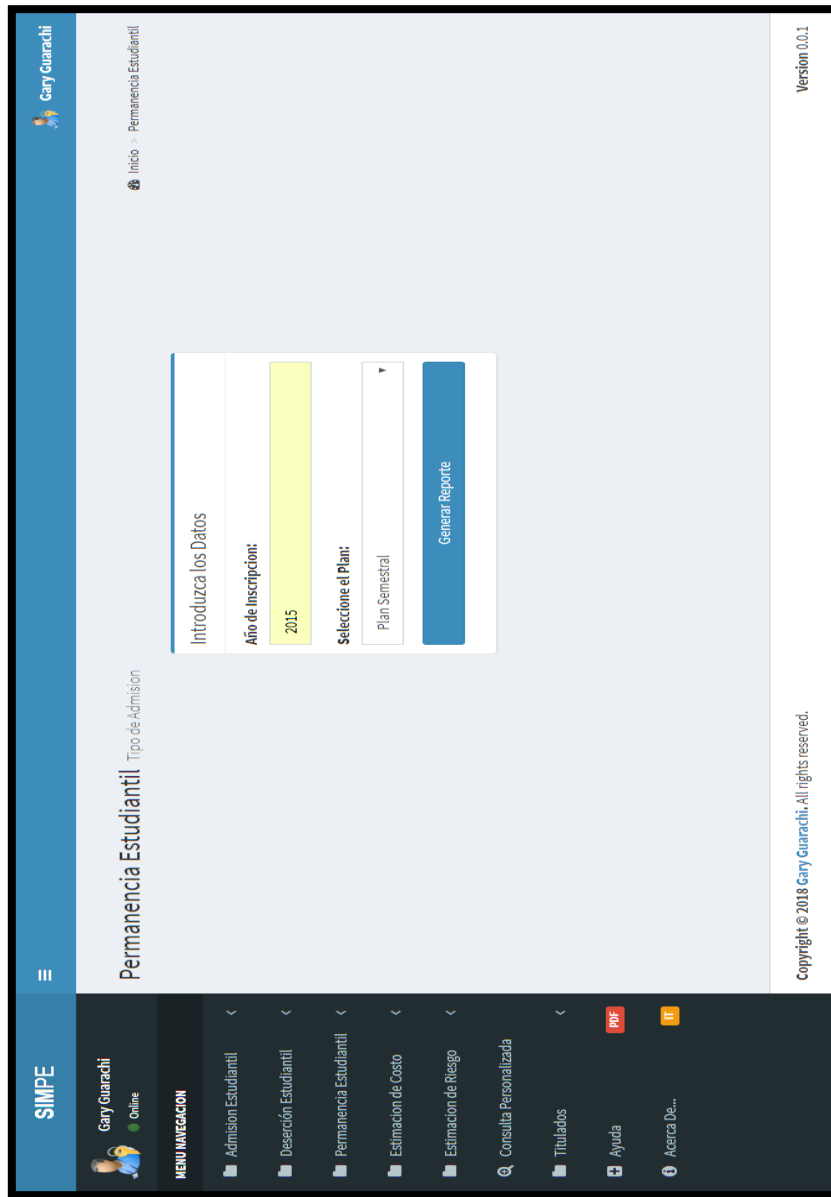 SIMPE
Gary Guarachi
Gary Guarachi
Online
MENU NAVEGACION
Admision Estudiantil
Deserción Estudiantil
Permanencia Estudiantil
Estimacion de Costo
Estimacion de Riesgo
Consulta Personalizada
Titulados
Ayuda PDF
Acerca De... IT
Permanencia Estudiantil Tipo de Admision
Inicio > Permanencia Estudiantil
Introduzca los Datos
Año de Inscripcion:
2015
Seleccione el Plan:
Plan Semestral
Generar Reporte
Copyright © 2018 Gary Guarachi. All rights reserved.
Version 0.0.1